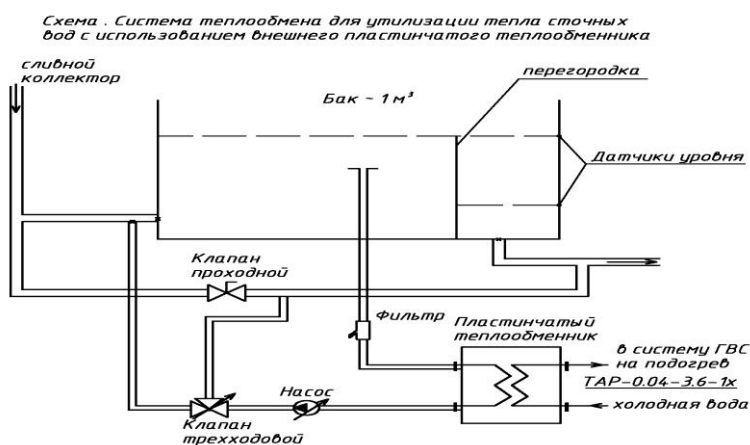 Схема . Система теплообмена для утилизации тепла сточных
вод с использованием внешнего пластинчатого теплообменника
сливной
коллектор
перегородка
Бак ~ 1 м³
Датчики уровня
Клапан
проходной
Фильтр
Пластинчатый
теплообменник
в систему ГВС
на подогрев
ТАР-0.04-3.6-1х
холодная вода
Насос
Клапан
трехходовой